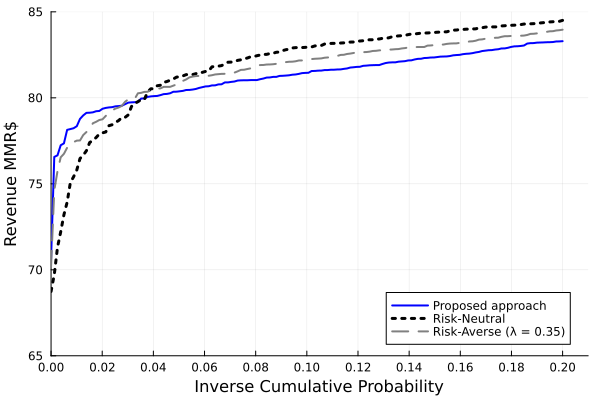 85
80
75
70
65
Revenue MMR$
0.00 0.02 0.04 0.06 0.08 0.10 0.12 0.14 0.16 0.18 0.20
Inverse Cumulative Probability
Proposed approach
Risk-Neutral
Risk-Averse (λ = 0.35)